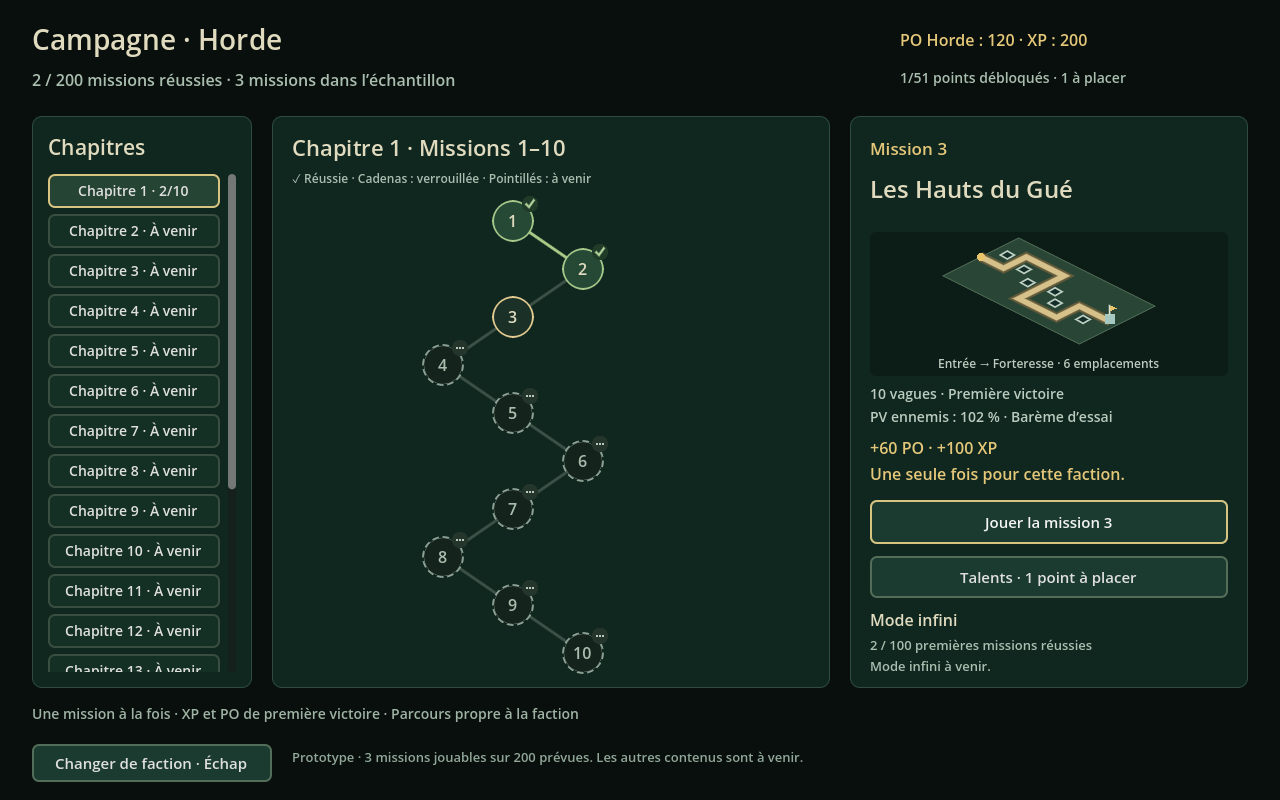 Campagne · Horde
2 / 200 missions réussies · 3 missions dans l’échantillon
PO Horde : 120 · XP : 200
1/51 points débloqués · 1 à placer
Chapitres
Chapitre 1 · 2/10
Chapitre 2 · À venir
Chapitre 3 · À venir
Chapitre 4 · À venir
Chapitre 5 · À venir
Chapitre 6 · À venir
Chapitre 7 · À venir
Chapitre 8 · À venir
Chapitre 9 · À venir
Chapitre 10 · À venir
Chapitre 11 · À venir
Chapitre 12 · À venir
Chapitre 13 · À venir
Chapitre 1 · Missions 1–10
✓ Réussie · Cadenas : verrouillée · Pointillés : à venir
1
2
3
4
5
6
7
8
9
10
Mission 3
Les Hauts du Gué
Entrée → Forteresse · 6 emplacements
10 vagues · Première victoire
PV ennemis : 102 % · Barème d’essai
+60 PO · +100 XP
Une seule fois pour cette faction.
Jouer la mission 3
Talents · 1 point à placer
Mode infini
2 / 100 premières missions réussies
Mode infini à venir.
Une mission à la fois · XP et PO de première victoire · Parcours propre à la faction
Changer de faction · Échap
Prototype · 3 missions jouables sur 200 prévues. Les autres contenus sont à venir.